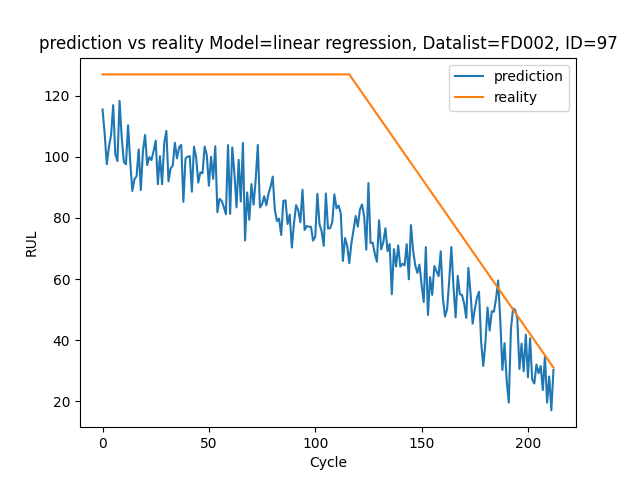 prediction vs reality Model=linear regression, Datalist=FD002, ID=97
prediction
reality
RUL
120
100
80
60
40
20
0
50
100
150
200
Cycle